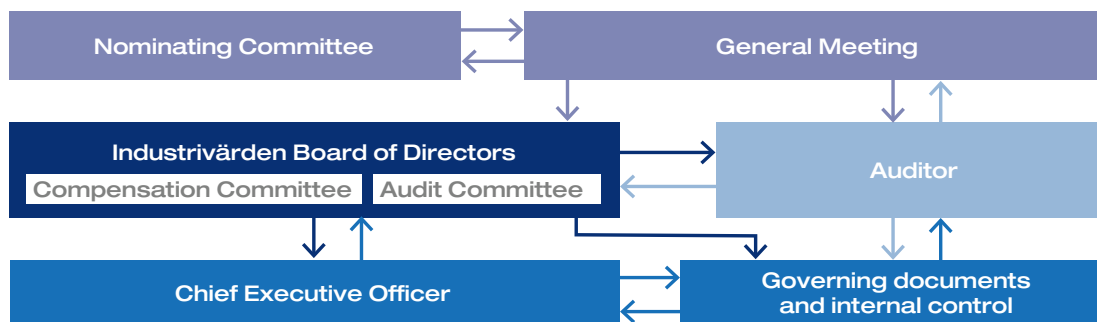 Nominating Committee
General Meeting
Industrivärden Board of Directors
Compensation Committee
Audit Committee
Auditor
Chief Executive Officer
Governing documents
and internal control